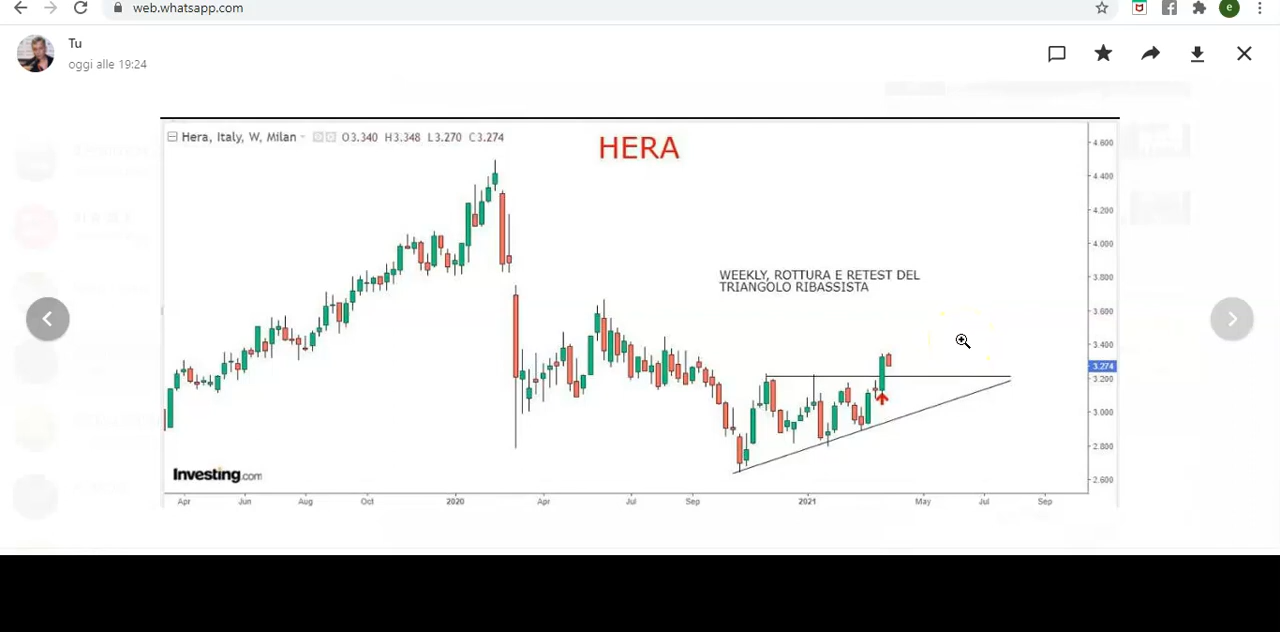 web.whatsapp.com
e
Tu
oggi alle 19:24
Hera, Italy, W, Milan O3.340 H3.348 L3.270 C3.274
HERA
4.600
4.400
4.200
4.000
3.800
WEEKLY, ROTTURA E RETEST DEL
TRIANGOLO RIBASSISTA
3.600
3.400
3.274
3.200
3.000
2.800
2.600
Investing.com
Apr Jun Aug Oct 2020 Apr Jul Sep 2021 May Jul Sep